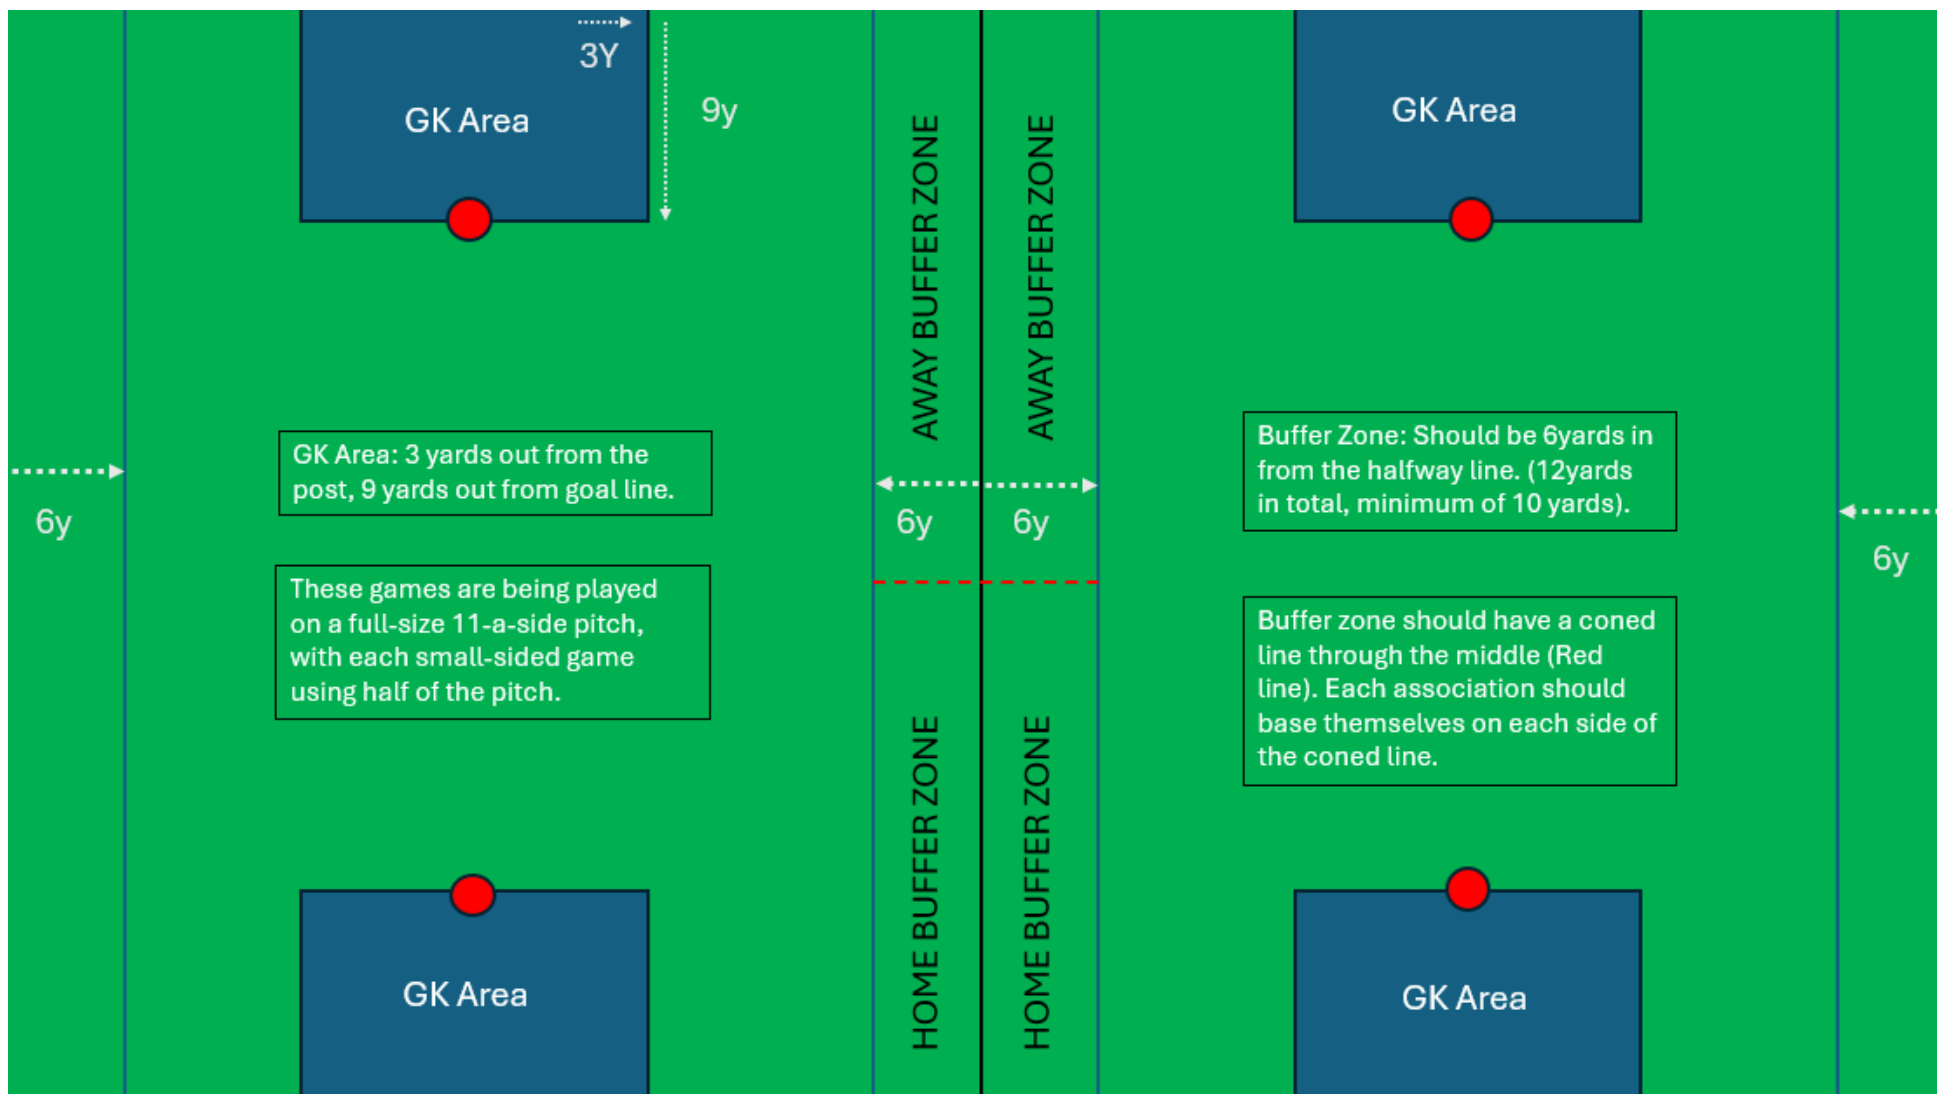 3Y
9y
GK Area
GK Area
AWAY BUFFER ZONE
AWAY BUFFER ZONE
GK Area: 3 yards out from the
post, 9 yards out from goal line.
Buffer Zone: Should be 6yards in
from the halfway line. (12yards
in total, minimum of 10 yards).
6y
6y
6y
6y
These games are being played
on a full-size 11-a-side pitch,
with each small-sided game
using half of the pitch.
Buffer zone should have a coned
line through the middle (Red
line). Each association should
base themselves on each side of
the coned line.
HOME BUFFER ZONE
HOME BUFFER ZONE
GK Area
GK Area